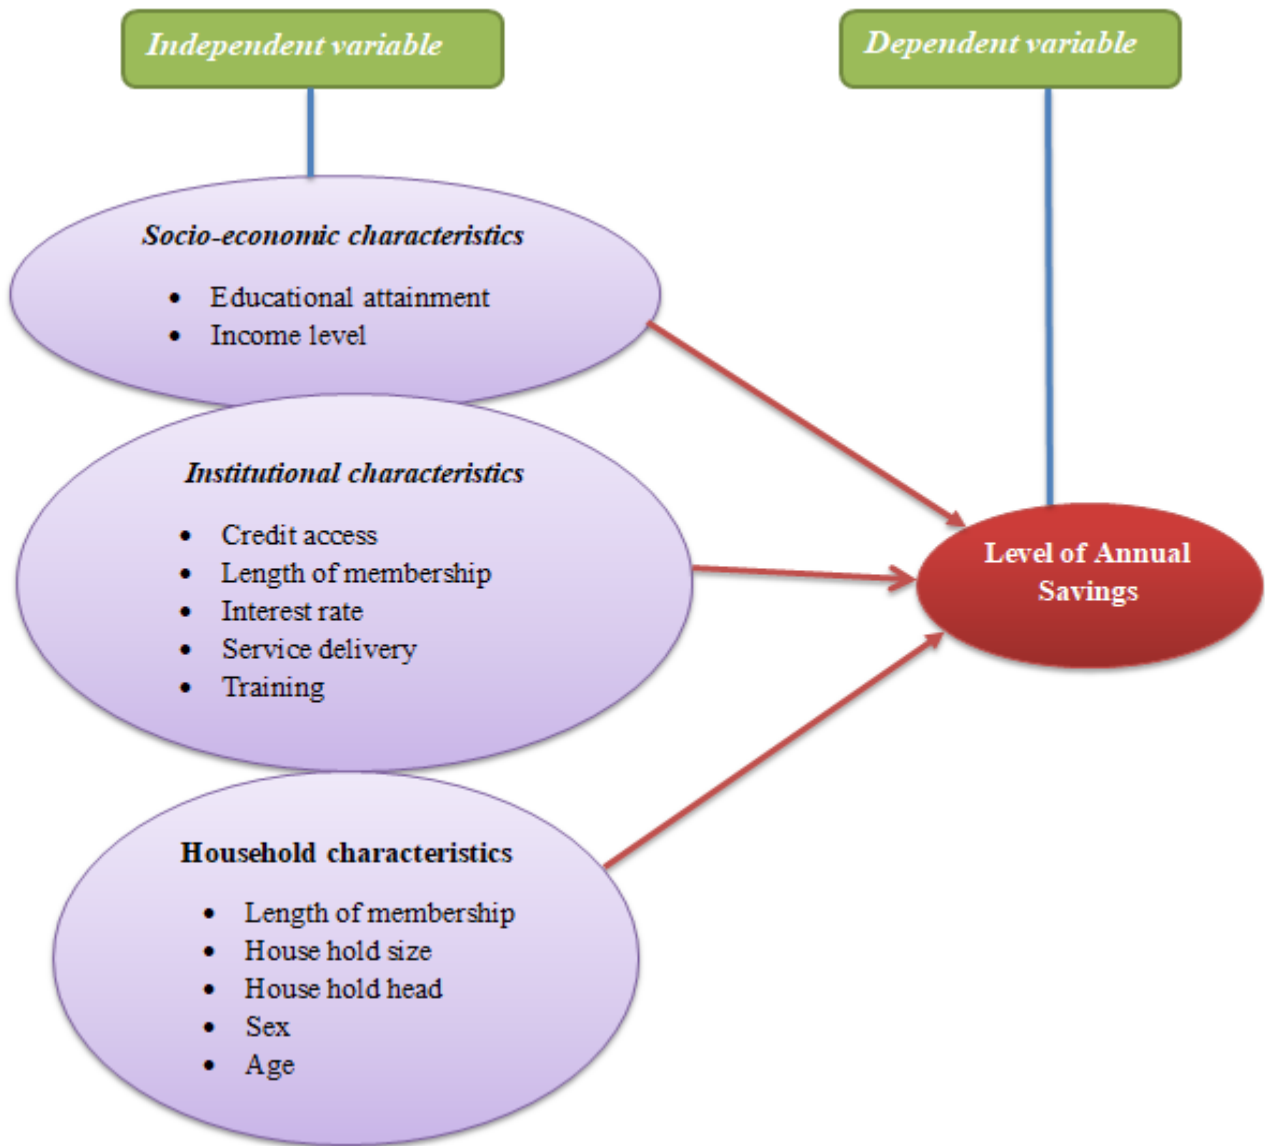 Independent variable
Dependent variable
Socio-economic characteristics
• Educational attainment
• Income level
Institutional characteristics
• Credit access
• Length of membership
• Interest rate
• Service delivery
• Training
Level of Annual
Savings
Household characteristics
• Length of membership
• House hold size
• House hold head
• Sex
• Age